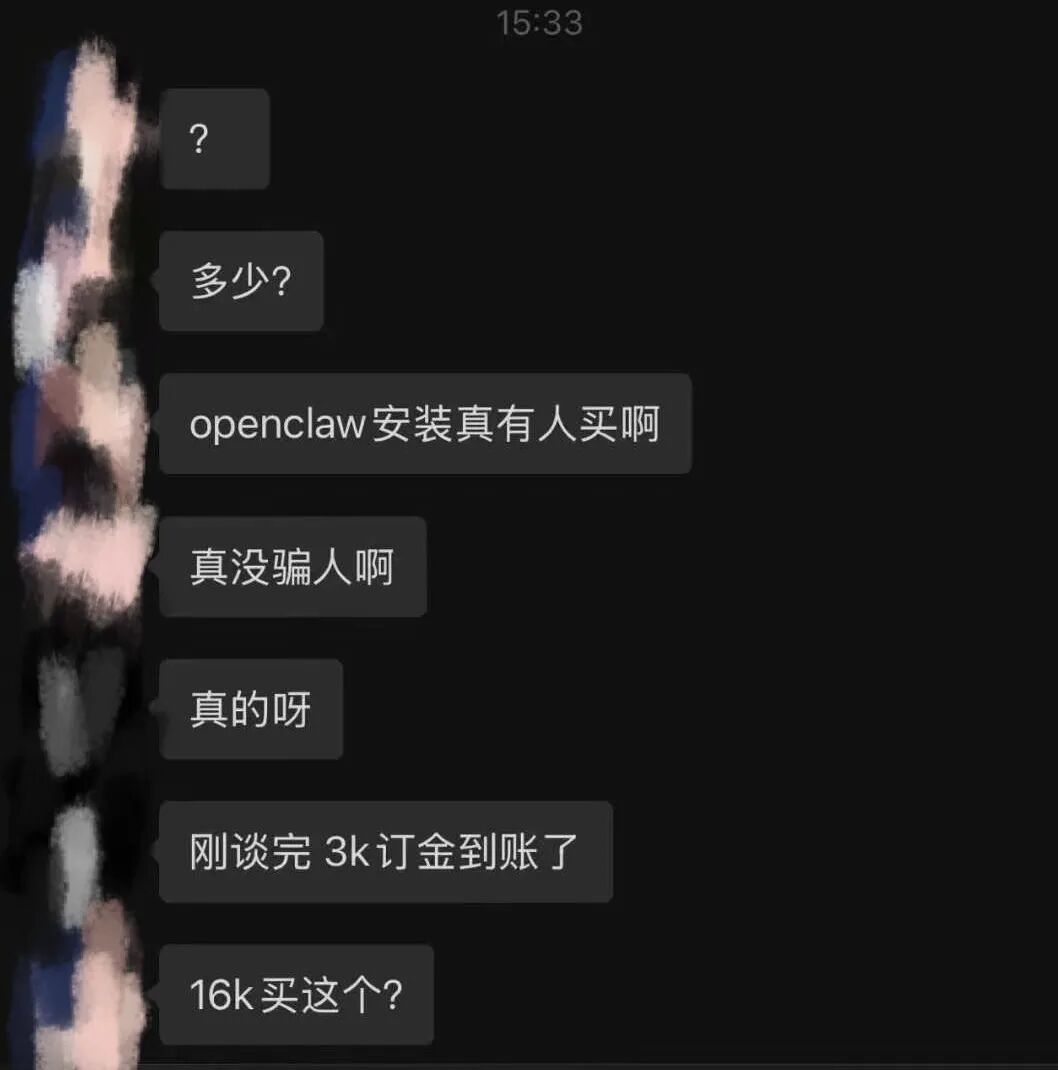 15:33
?
多少?
openclaw安装真有人买啊
真没骗人啊
真的呀
刚谈完 3k订金到账了
16k买这个?